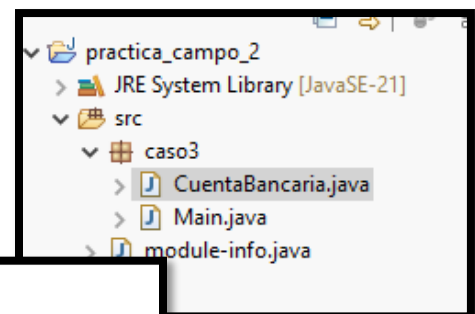 practica_campo_2
JRE System Library [JavaSE-21]
src
caso3
CuentaBancaria.java
Main.java
module-info.java